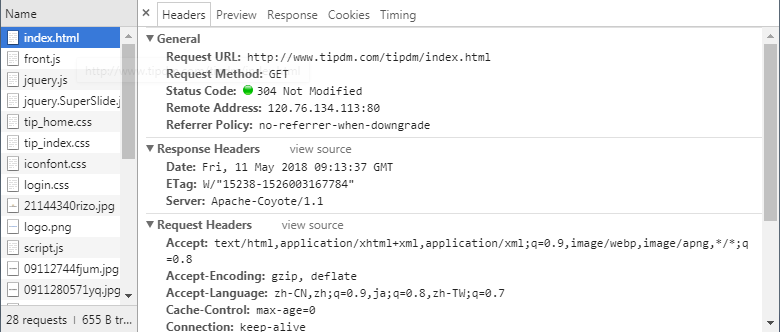 Name
index.html
front.js
jquery.js
jquery.SuperSlide.j
tip_home.css
tip_index.css
iconfont.css
login.css
21144340rizo.jpg
logo.png
script.js
09112744fjum.jpg
0911280571yq.jpg
28 requests | 655 B tr...
× Headers Preview Response Cookies Timing
▼ General
Request URL: http://www.tipdm.com/tipdm/index.html
Request Method: GET
Status Code: 304 Not Modified
Remote Address: 120.76.134.113:80
Referrer Policy: no-referrer-when-downgrade
▼ Response Headers view source
Date: Fri, 11 May 2018 09:13:37 GMT
ETag: W/"15238-1526003167784"
Server: Apache-Coyote/1.1
▼ Request Headers view source
Accept: text/html,application/xhtml+xml,application/xml;q=0.9,image/webp,image/apng,*/*;q
=0.8
Accept-Encoding: gzip, deflate
Accept-Language: zh-CN,zh;q=0.9,ja;q=0.8,zh-TW;q=0.7
Cache-Control: max-age=0
Connection: keep-alive